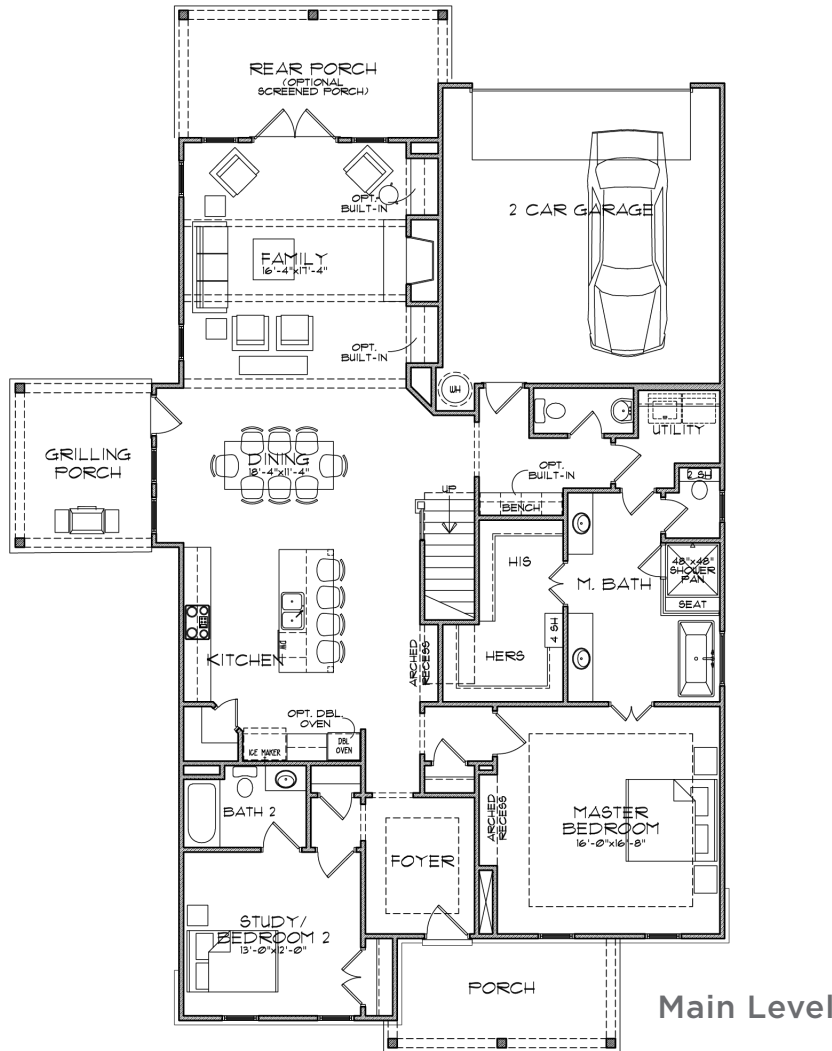 REAR PORCH
(OPTIONAL
SCREENED PORCH)
OPT.
BUILT-IN
2 CAR GARAGE
FAMILY
16'-4"x17'-4"
OPT.
BUILT-IN
WH
UTILITY
GRILLING
PORCH
DINING
18'-4"x11'-4"
OPT.
BUILT-IN
2 SH
UP
BENCH
HIS
48"x48"
SHOWER
PAN
M. BATH
SEAT
4 SH
HERS
KITCHEN
DW
ARCHED
RECESS
OPT. DBL.
OVEN
ICE MAKER
DBL
OVEN
BATH 2
ARCHED
RECESS
MASTER
BEDROOM
16'-0"x16'-8"
FOYER
STUDY/
BEDROOM 2
13'-0"x12'-0"
PORCH
Main Level